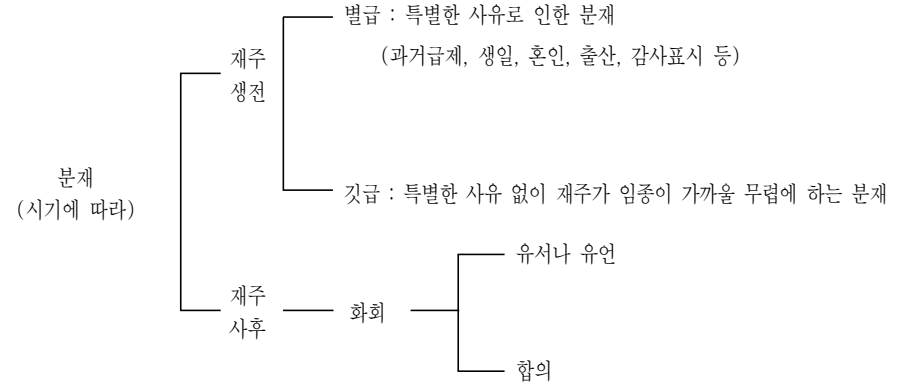 별급 : 특별한 사유로 인한 분재
(과거급제, 생일, 혼인, 출산, 감사표시 등)
재주
생전
분재
(시기에 따라)
깃급 : 특별한 사유 없이 재주가 임종이 가까울 무렵에 하는 분재
유서나 유언
재주
사후
화회
합의